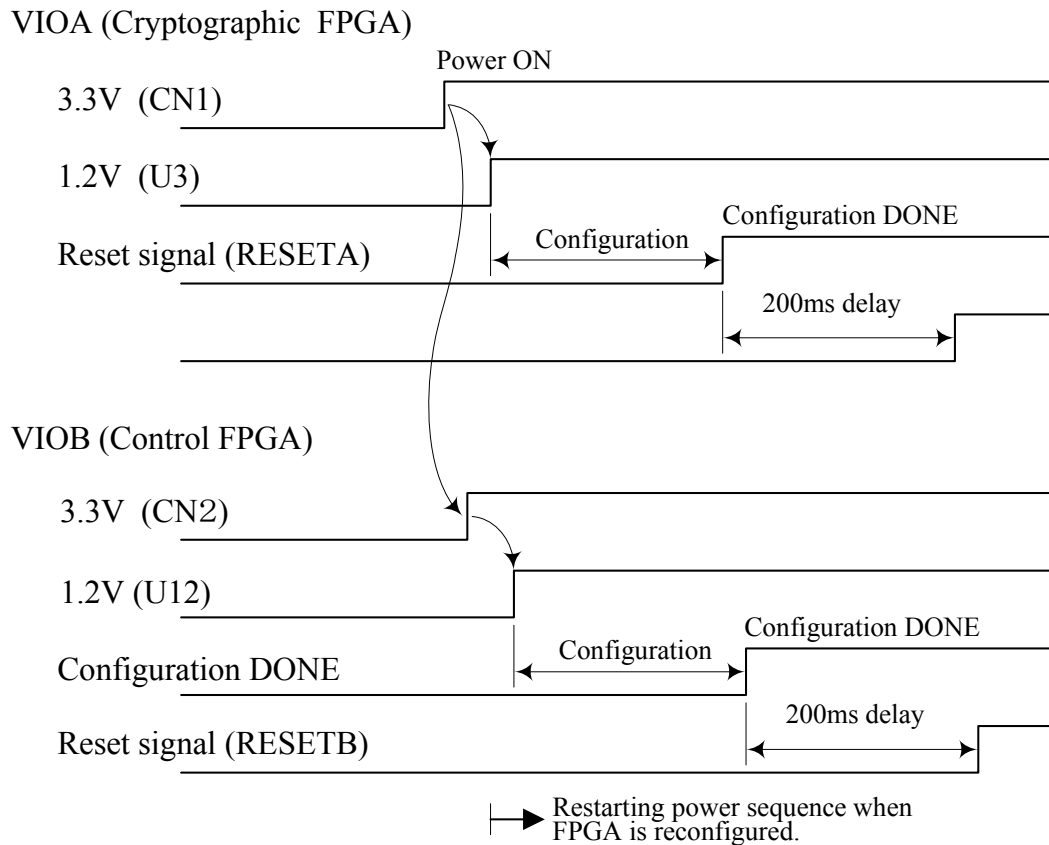 VIOA (Cryptographic FPGA)
Power ON
3.3V (CN1)
1.2V (U3)
Configuration DONE
Configuration
Reset signal (RESETA)
200ms delay
VIOB (Control FPGA)
3.3V (CN2)
1.2V (U12)
Configuration DONE
Configuration
Configuration DONE
200ms delay
Reset signal (RESETB)
Restarting power sequence when
FPGA is reconfigured.